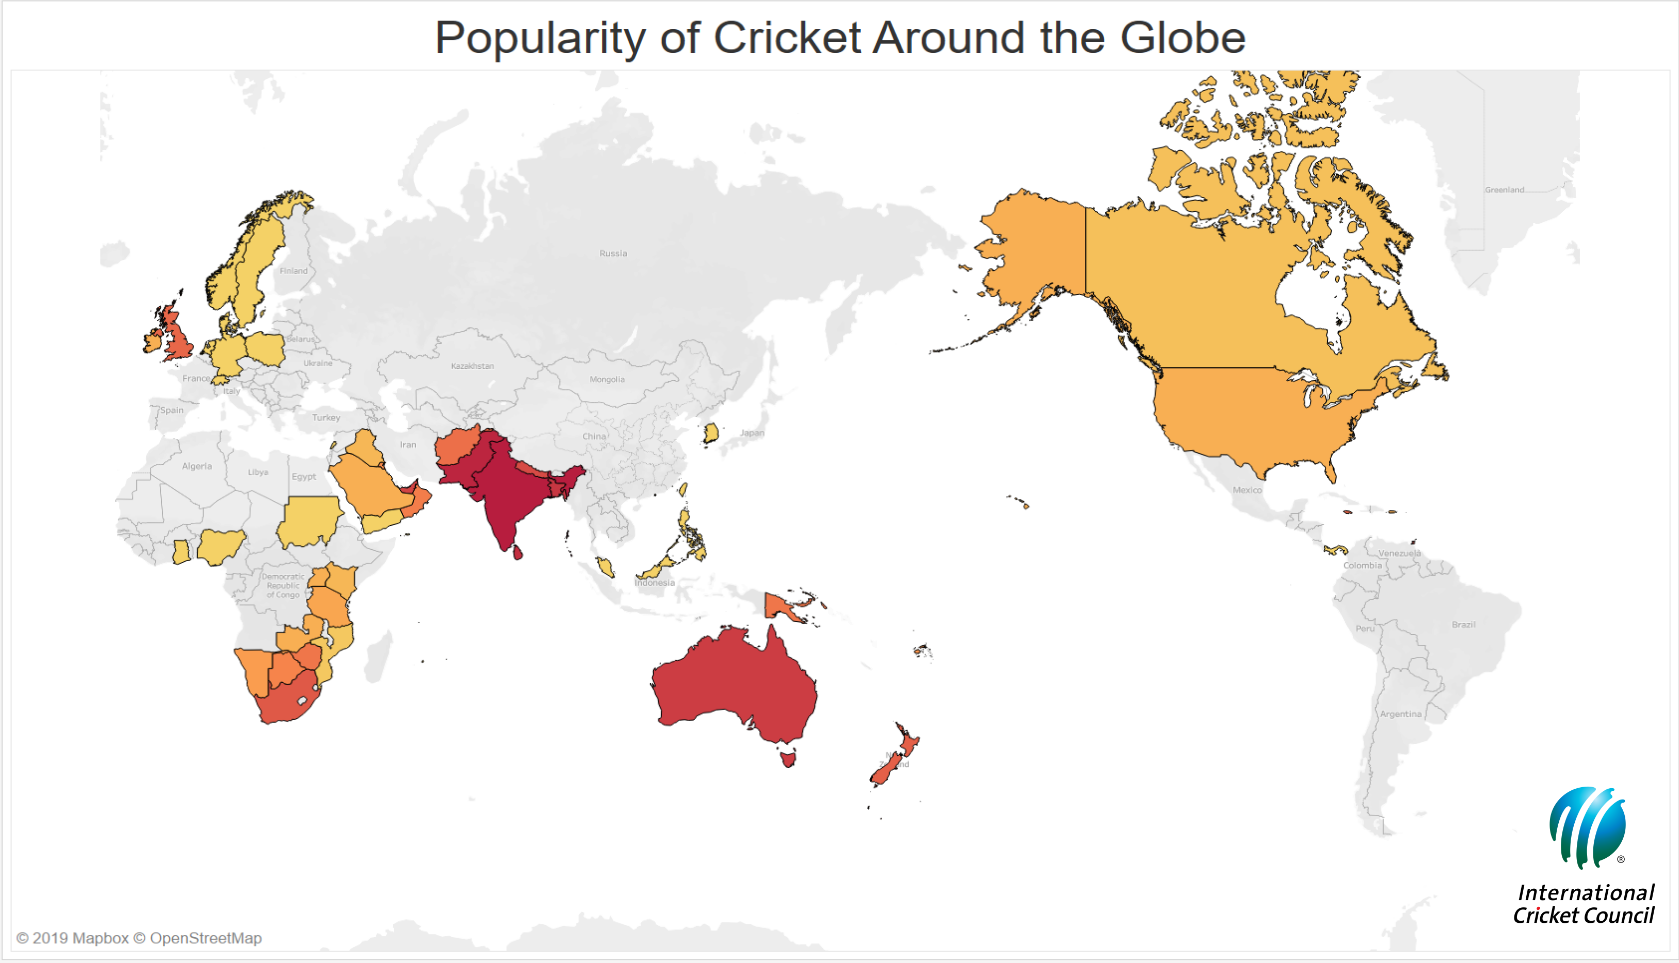 Popularity of Cricket Around the Globe
Greenland
Russia
Finland
Belarus
Ukraine
Kazakhstan
Mongolia
France
Italy
Spain
Turkey
China
Japan
Iran
Algeria
Libya
Egypt
Mexico
Venezuela
Colombia
Democratic
Republic
of Congo
Indonesia
Peru
Brazil
Argentina
International
Cricket Council
®
© 2019 Mapbox © OpenStreetMap